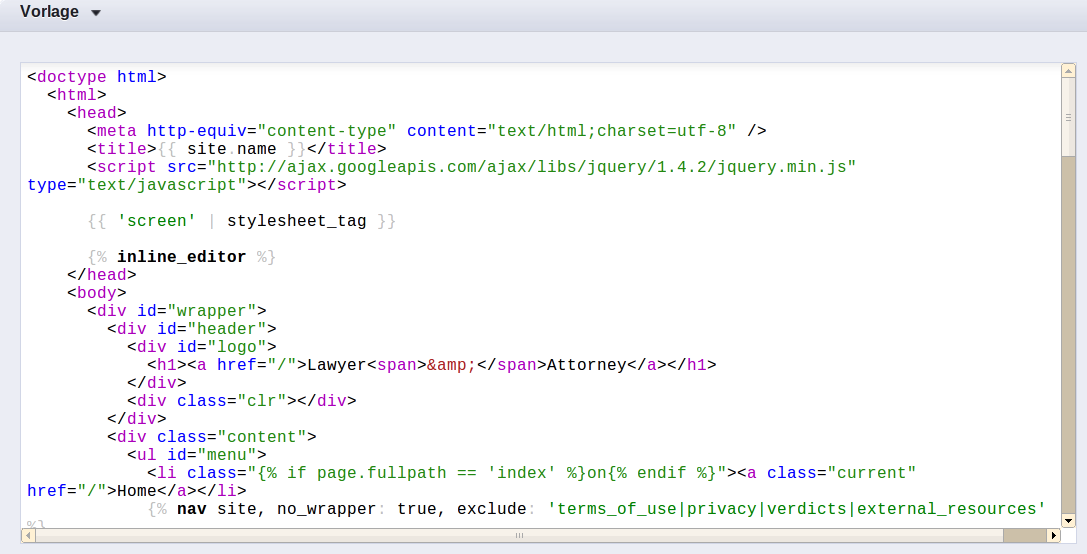 Vorlage
<doctype html>
<html>
<head>
<meta http-equiv="content-type" content="text/html;charset=utf-8" />
<title>{{ site.name }}</title>
<script src="http://ajax.googleapis.com/ajax/libs/jquery/1.4.2/jquery.min.js"
type="text/javascript"></script>
{{ 'screen' | stylesheet_tag }}
{% inline_editor %}
</head>
<body>
<div id="wrapper">
<div id="header">
<div id="logo">
<h1><a href="/">Lawyer<span>&amp;</span>Attorney</a></h1>
</div>
<div class="clr"></div>
</div>
<div class="content">
<ul id="menu">
<li class="{% if page.fullpath == 'index' %}on{% endif %}"><a class="current"
href="/">Home</a></li>
{% nav site, no_wrapper: true, exclude: 'terms_of_use|privacy|verdicts|external_resources'
%}